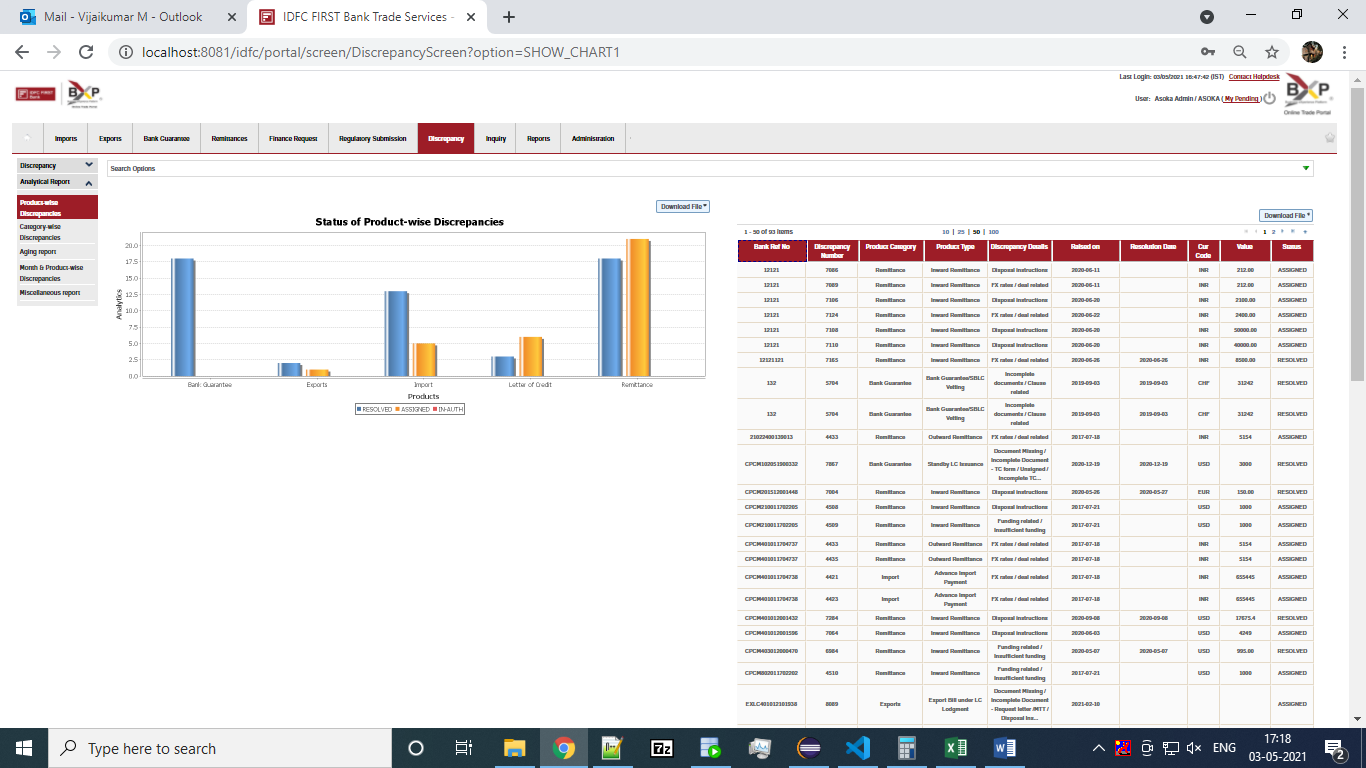 Mail - Vijaikumar M - Outlook
IDFC FIRST Bank Trade Services -
localhost:8081/idfc/portal/screen/DiscrepancyScreen?option=SHOW_CHART1
Last Login: 03/05/2021 16:47:42 (IST) Contact Helpdesk
IDFC FIRST Bank
BXP
User: Asoka Admin / ASOKA ( My Pending )
BXP
Online Trade Portal
Imports Exports Bank Guarantee Remittances Finance Request Regulatory Submission Discrepancy Inquiry Reports Administration
Discrepancy
Analytical Report
Product-wise Discrepancies
Category-wise Discrepancies
Aging report
Month & Product-wise Discrepancies
Miscellaneous report
Search Options
Download File
Status of Product-wise Discrepancies
Analytics
20.0
17.5
15.0
12.5
10.0
7.5
5.0
2.5
0.0
Bank Guarantee Exports Import Letter of Credit Remittance
Products
RESOLVED ASSIGNED IN-AUTH
Download File
1 - 50 of 93 items 10 | 25 | 50 | 100 1 2
Bank Ref No Discrepancy Number Product Category Product Type Discrepancy Details Raised on Resolution Date Cur Code Value Status
12121 7086 Remittance Inward Remittance Disposal instructions 2020-06-11 INR 212.00 ASSIGNED
12121 7089 Remittance Inward Remittance FX rates / deal related 2020-06-11 INR 212.00 ASSIGNED
12121 7106 Remittance Inward Remittance Disposal instructions 2020-06-20 INR 2100.00 ASSIGNED
12121 7124 Remittance Inward Remittance FX rates / deal related 2020-06-22 INR 2400.00 ASSIGNED
12121 7108 Remittance Inward Remittance Disposal instructions 2020-06-20 INR 50000.00 ASSIGNED
12121 7110 Remittance Inward Remittance Disposal instructions 2020-06-20 INR 40000.00 ASSIGNED
12121121 7165 Remittance Inward Remittance FX rates / deal related 2020-06-26 2020-06-26 INR 8500.00 RESOLVED
132 5704 Bank Guarantee Bank Guarantee/SBLC Vetting Incomplete documents / Clause related 2019-09-03 2019-09-03 CHF 31242 RESOLVED
132 5704 Bank Guarantee Bank Guarantee/SBLC Vetting Incomplete documents / Clause related 2019-09-03 2019-09-03 CHF 31242 RESOLVED
21022400130013 4433 Remittance Outward Remittance FX rates / deal related 2017-07-18 INR 5154 ASSIGNED
CPCM102051900332 7867 Bank Guarantee Standby LC Issuance Document Missing / Incomplete Document - TC form / Unsigned / Incomplete TC... 2020-12-19 2020-12-19 USD 3000 RESOLVED
CPCM201512001440 7004 Remittance Inward Remittance Disposal instructions 2020-05-26 2020-05-27 EUR 150.00 RESOLVED
CPCM210011702205 4508 Remittance Inward Remittance Disposal instructions 2017-07-21 USD 1000 ASSIGNED
CPCM210011702205 4509 Remittance Inward Remittance Funding related / Insufficient funding 2017-07-21 USD 1000 ASSIGNED
CPCM401011704737 4433 Remittance Outward Remittance FX rates / deal related 2017-07-18 INR 5154 ASSIGNED
CPCM401011704737 4435 Remittance Outward Remittance FX rates / deal related 2017-07-18 INR 5154 ASSIGNED
CPCM401011704738 4421 Import Advance Import Payment FX rates / deal related 2017-07-18 INR 655445 ASSIGNED
CPCM401011704738 4423 Import Advance Import Payment FX rates / deal related 2017-07-18 INR 655445 ASSIGNED
CPCM401012001432 7284 Remittance Inward Remittance Disposal instructions 2020-09-08 2020-09-08 USD 17675.4 RESOLVED
CPCM401012001596 7064 Remittance Inward Remittance Disposal instructions 2020-06-03 USD 4249 ASSIGNED
CPCM403012000470 6984 Remittance Inward Remittance Funding related / Insufficient funding 2020-05-07 2020-05-07 USD 995.00 RESOLVED
CPCM802011702202 4510 Remittance Inward Remittance Funding related / Insufficient funding 2017-07-21 USD 1000 ASSIGNED
EXLC401012101938 8089 Exports Export Bill under LC Lodgment Document Missing / Incomplete Document - Request letter /MTT / Disposal ins... 2021-02-10 ASSIGNED
Type here to search
ENG
17:18
03-05-2021
2